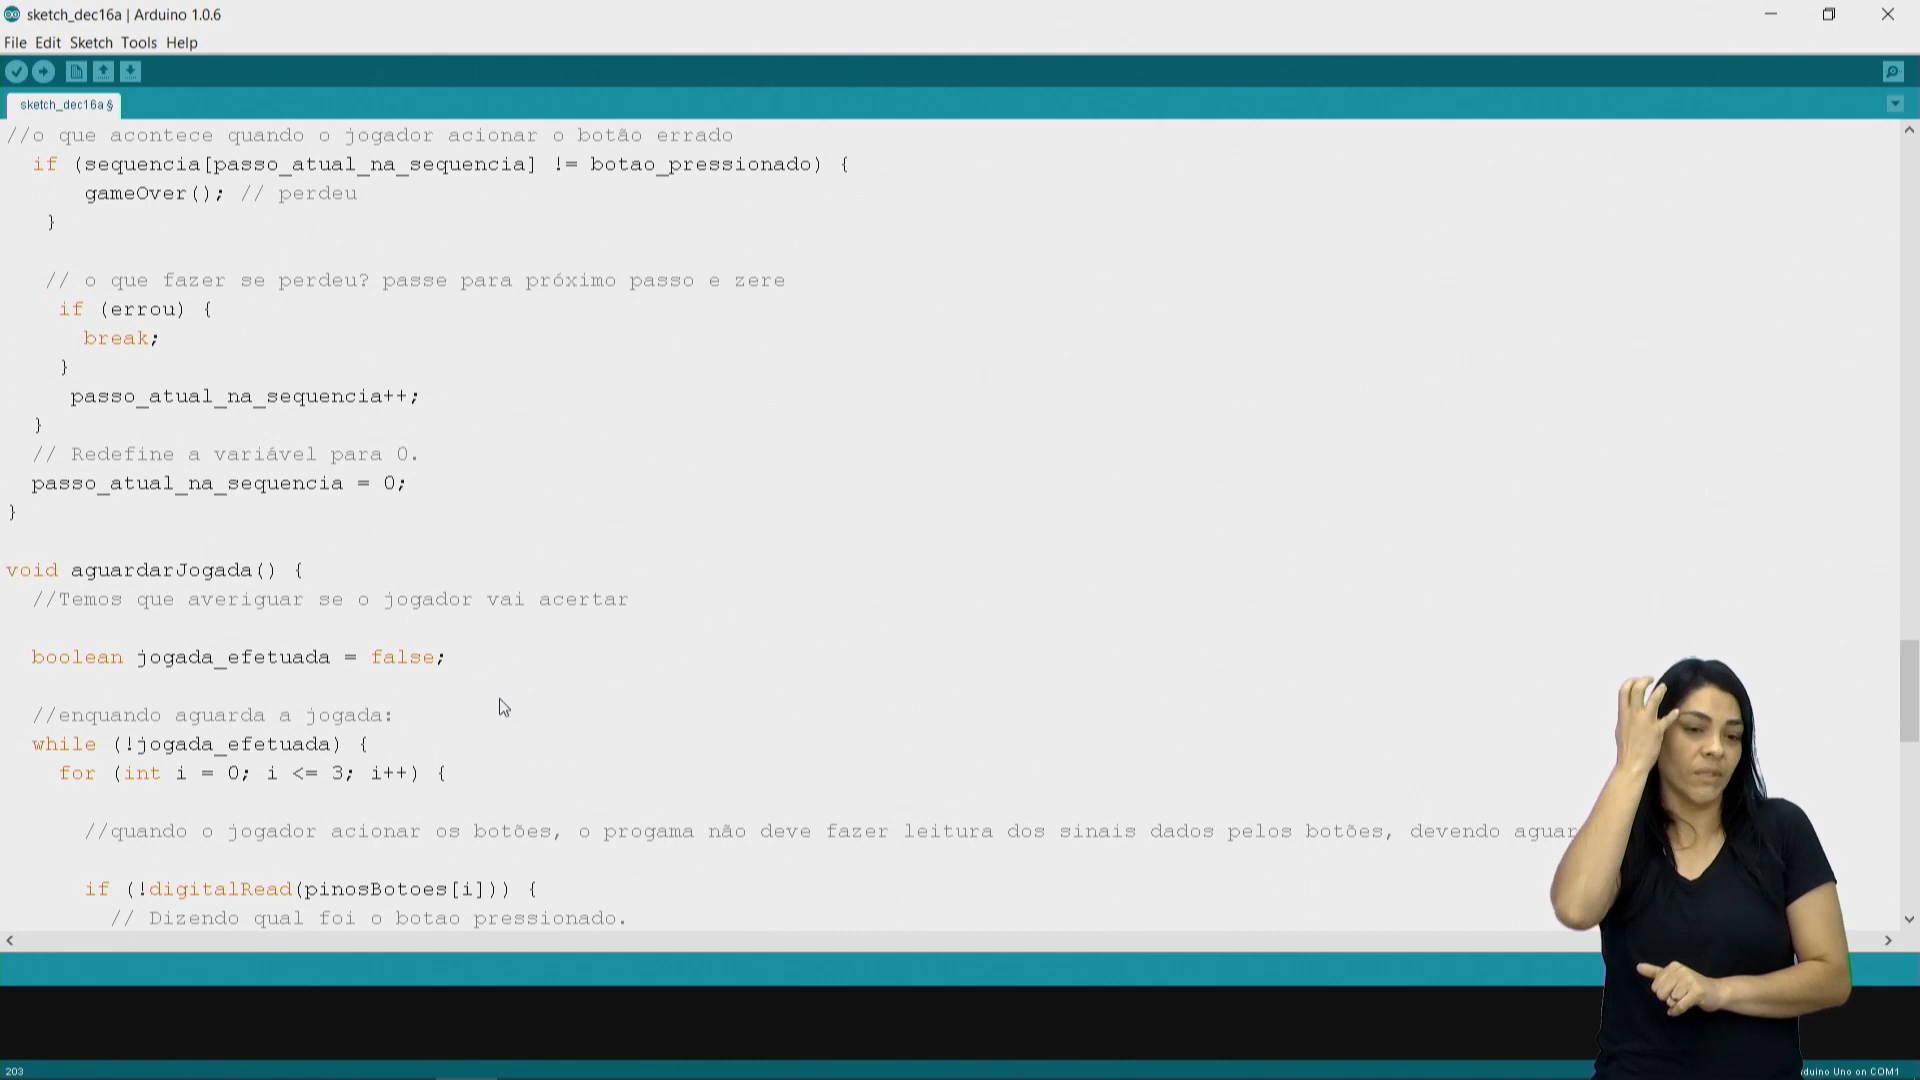 sketch_dec16a | Arduino 1.0.6
File Edit Sketch Tools Help
sketch_dec16a §
//o que acontece quando o jogador acionar o botão errado
if (sequencia[passo_atual_na_sequencia] != botao_pressionado) {
gameOver(); // perdeu
}
// o que fazer se perdeu? passe para próximo passo e zere
if (errou) {
break;
}
passo_atual_na_sequencia++;
}
// Redefine a variável para 0.
passo_atual_na_sequencia = 0;
}
void aguardarJogada() {
//Temos que averiguar se o jogador vai acertar
boolean jogada_efetuada = false;
//enquando aguarda a jogada:
while (!jogada_efetuada) {
for (int i = 0; i <= 3; i++) {
//quando o jogador acionar os botões, o progama não deve fazer leitura dos sinais dados pelos botões, devendo aguar
if (!digitalRead(pinosBotoes[i])) {
// Dizendo qual foi o botao pressionado.
203
duino Uno on COM1